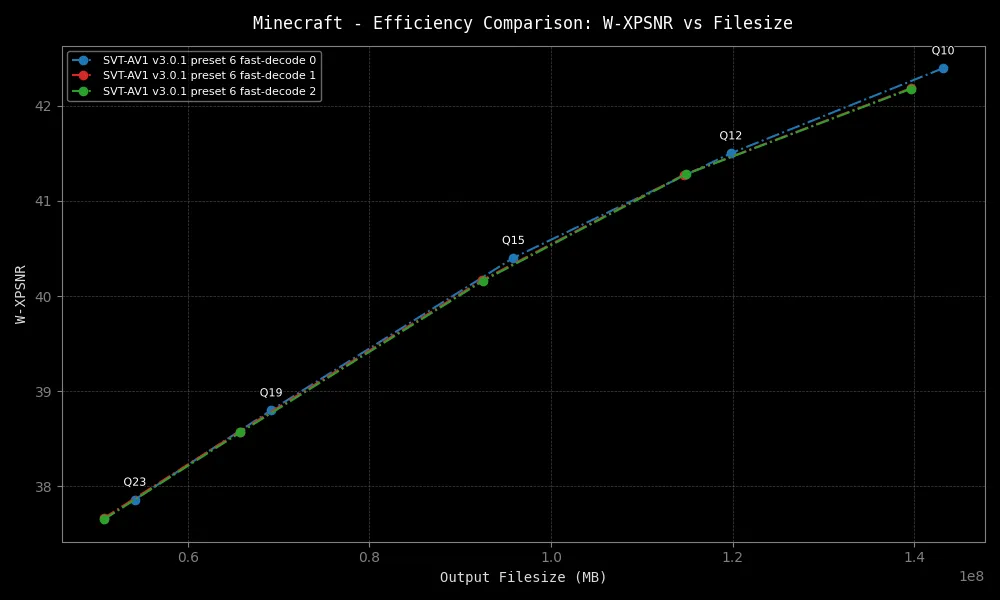 Minecraft - Efficiency Comparison: W-XPSNR vs Filesize
SVT-AV1 v3.0.1 preset 6 fast-decode 0
SVT-AV1 v3.0.1 preset 6 fast-decode 1
SVT-AV1 v3.0.1 preset 6 fast-decode 2
Q10
Q12
Q15
Q19
Q23
42
41
40
39
38
W-XPSNR
0.6 0.8 1.0 1.2 1.4
1e8
Output Filesize (MB)